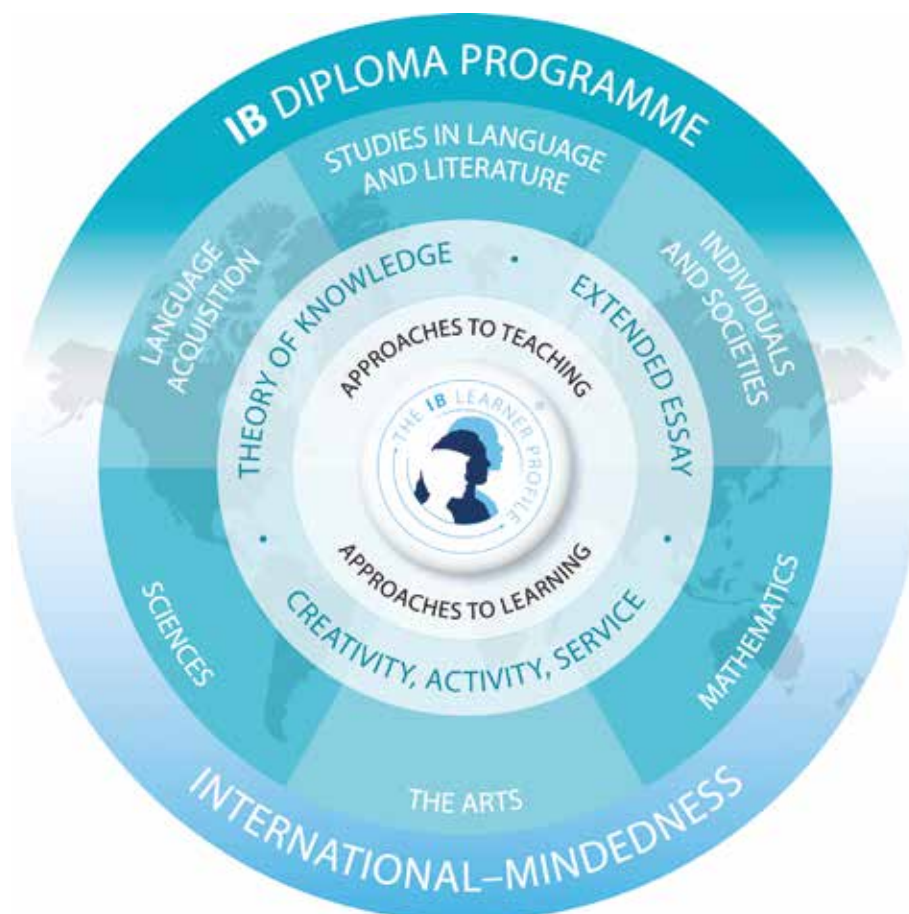 IB DIPLOMA PROGRAMME
STUDIES IN LANGUAGE
AND LITERATURE
LANGUAGE
ACQUISITION
INDIVIDUALS
AND SOCIETIES
THEORY OF KNOWLEDGE
EXTENDED ESSAY
APPROACHES TO TEACHING
THE IB LEARNER PROFILE
®
APPROACHES TO LEARNING
CREATIVITY, ACTIVITY, SERVICE
SCIENCES
MATHEMATICS
THE ARTS
INTERNATIONAL–MINDEDNESS